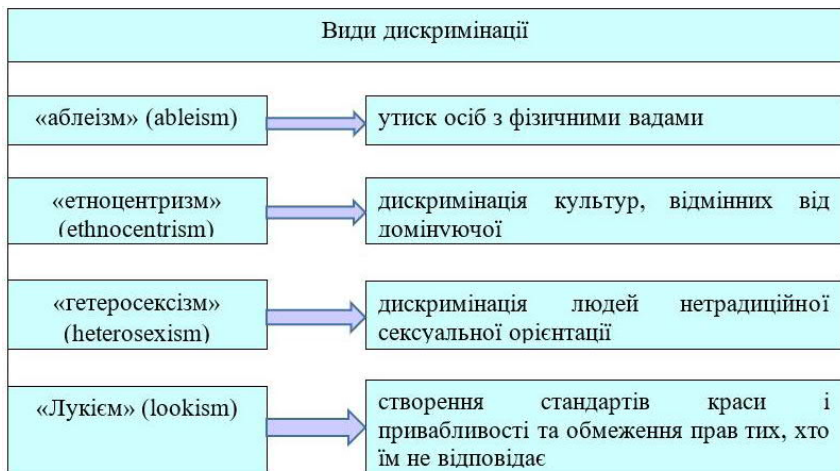 Види дискримінації
«аблеізм» (ableism)
утиск осіб з фізичними вадами
«етноцентризм»
(ethnocentrism)
дискримінація культур, відмінних від
домінуючої
«гетеросексізм»
(heterosexism)
дискримінація людей нетрадиційної
сексуальної орієнтації
«Лукієм» (lookism)
створення стандартів краси і
привабливості та обмеження прав тих, хто
їм не відповідає